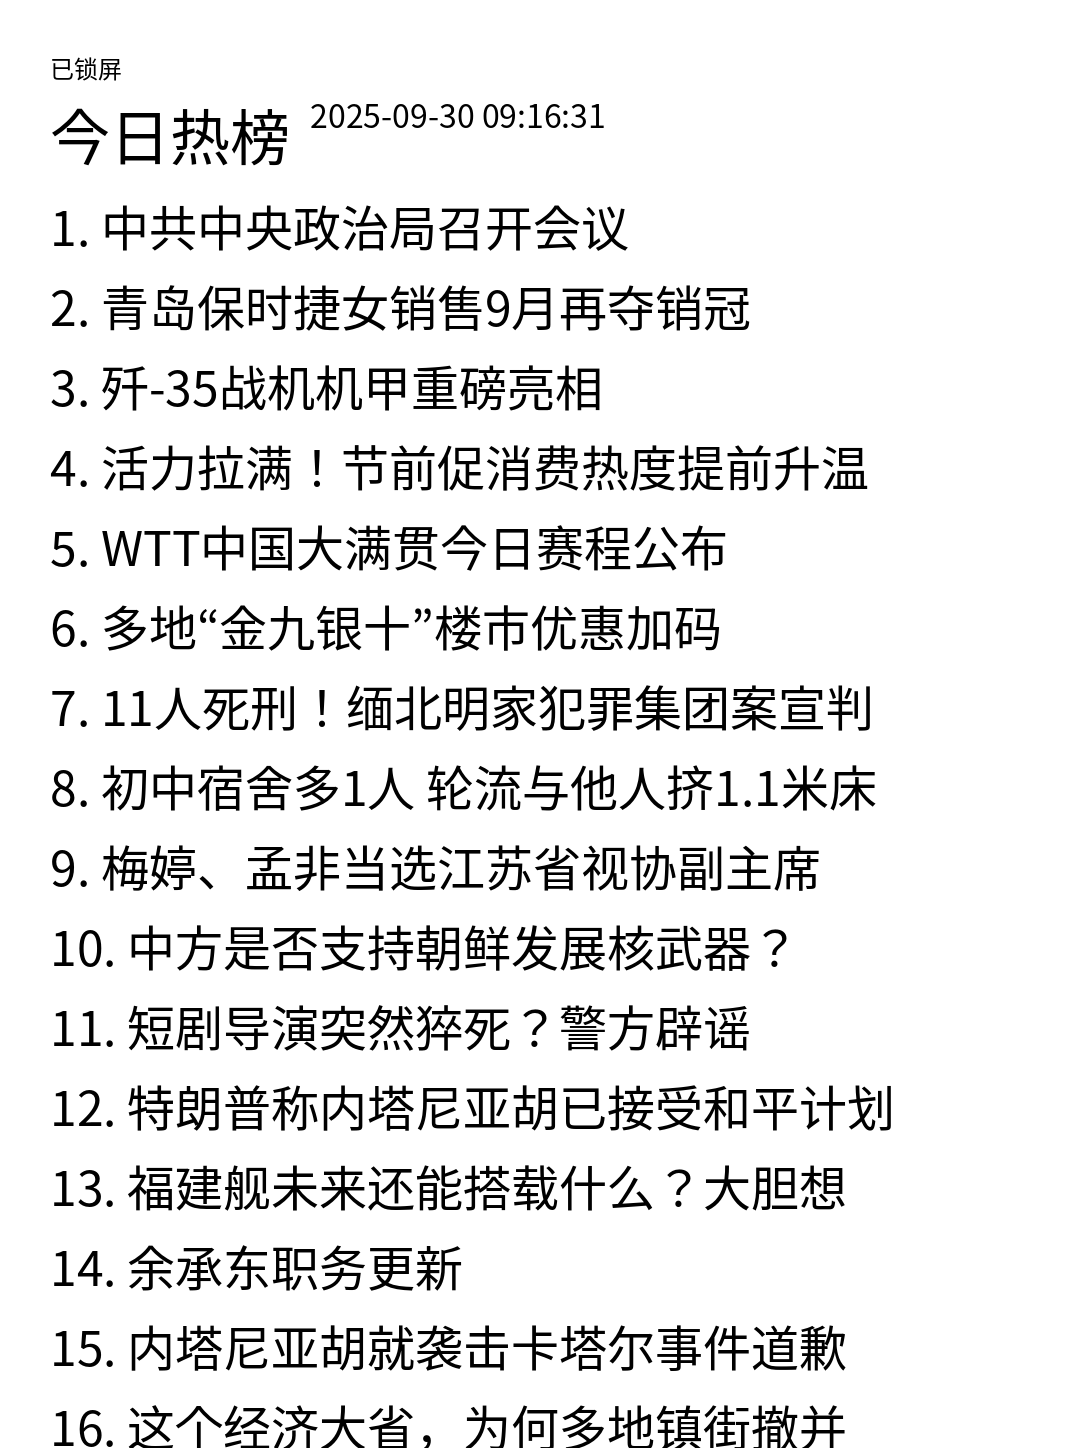 已锁屏
今日热榜 2025-09-30 09:16:31
1. 中共中央政治局召开会议
2. 青岛保时捷女销售9月再夺销冠
3. 歼-35战机机甲重磅亮相
4. 活力拉满！节前促消费热度提前升温
5. WTT中国大满贯今日赛程公布
6. 多地“金九银十”楼市优惠加码
7. 11人死刑！缅北明家犯罪集团案宣判
8. 初中宿舍多1人 轮流与他人挤1.1米床
9. 梅婷、孟非当选江苏省视协副主席
10. 中方是否支持朝鲜发展核武器？
11. 短剧导演突然猝死？警方辟谣
12. 特朗普称内塔尼亚胡已接受和平计划
13. 福建舰未来还能搭载什么？大胆想
14. 余承东职务更新
15. 内塔尼亚胡就袭击卡塔尔事件道歉
16. 这个经济大省，为何多地镇街撤并